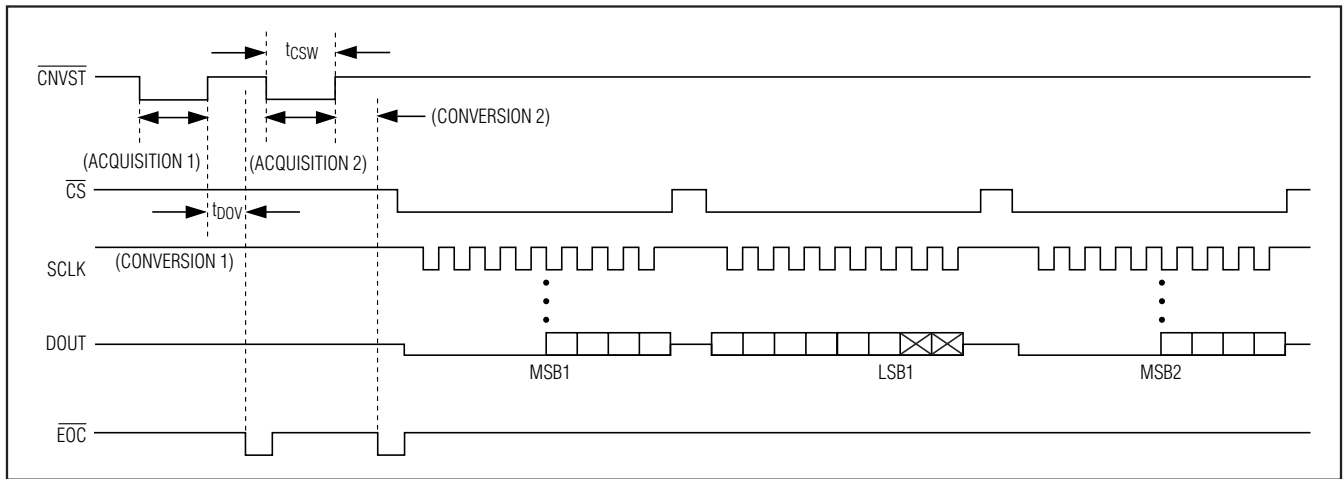 tCSW
CNVST
(CONVERSION 2)
(ACQUISITION 1) (ACQUISITION 2)
CS
tDOV
(CONVERSION 1)
SCLK
DOUT
MSB1 LSB1 MSB2
EOC